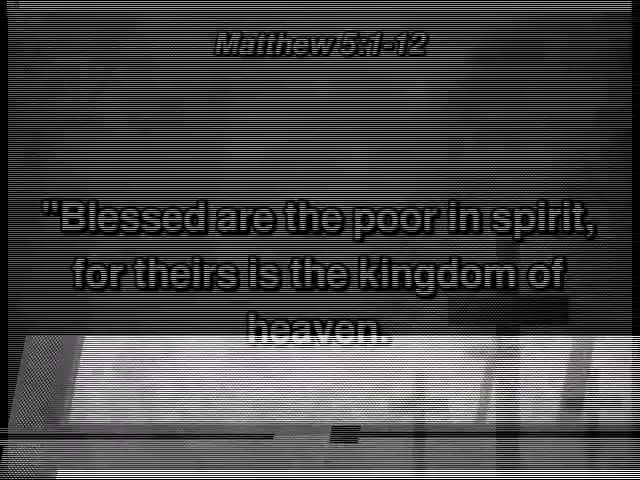 Matthew 5:1-12
"Blessed are the poor in spirit,
for theirs is the kingdom of
heaven.